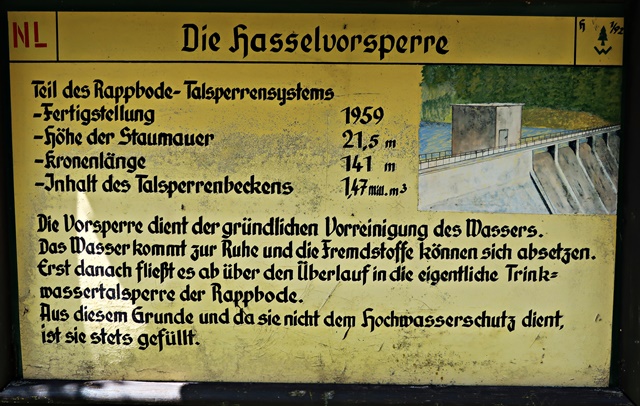 NL
Die Hasselvorsperre
H 1/92
Teil des Rappbode-Talsperrensystems
-Fertigstellung 1959
-Höhe der Staumauer 21,5 m
-Kronenlänge 141 m
-Inhalt des Talsperrenbeckens 1,47 mill. m³
Die Vorsperre dient der gründlichen Vorreinigung des Wassers.
Das Wasser kommt zur Ruhe und die Fremdstoffe können sich absetzen.
Erst danach fließt es ab über den Überlauf in die eigentliche Trink=
wassertalsperre der Rappbode.
Aus diesem Grunde und da sie nicht dem Hochwasserschutz dient,
ist sie stets gefüllt.